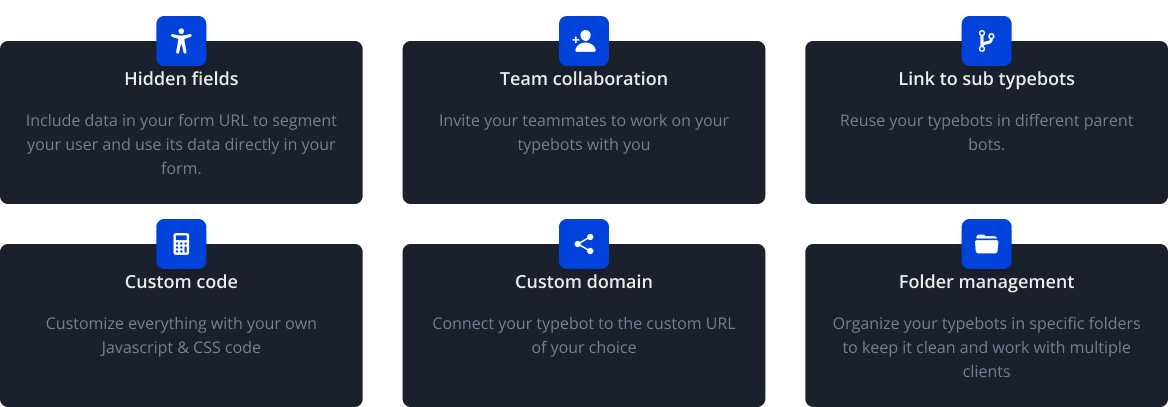 Hidden fields
Include data in your form URL to segment
your user and use its data directly in your
form.
Team collaboration
Invite your teammates to work on your
typebots with you
Link to sub typebots
Reuse your typebots in different parent
bots.
Custom code
Customize everything with your own
Javascript & CSS code
Custom domain
Connect your typebot to the custom URL
of your choice
Folder management
Organize your typebots in specific folders
to keep it clean and work with multiple
clients